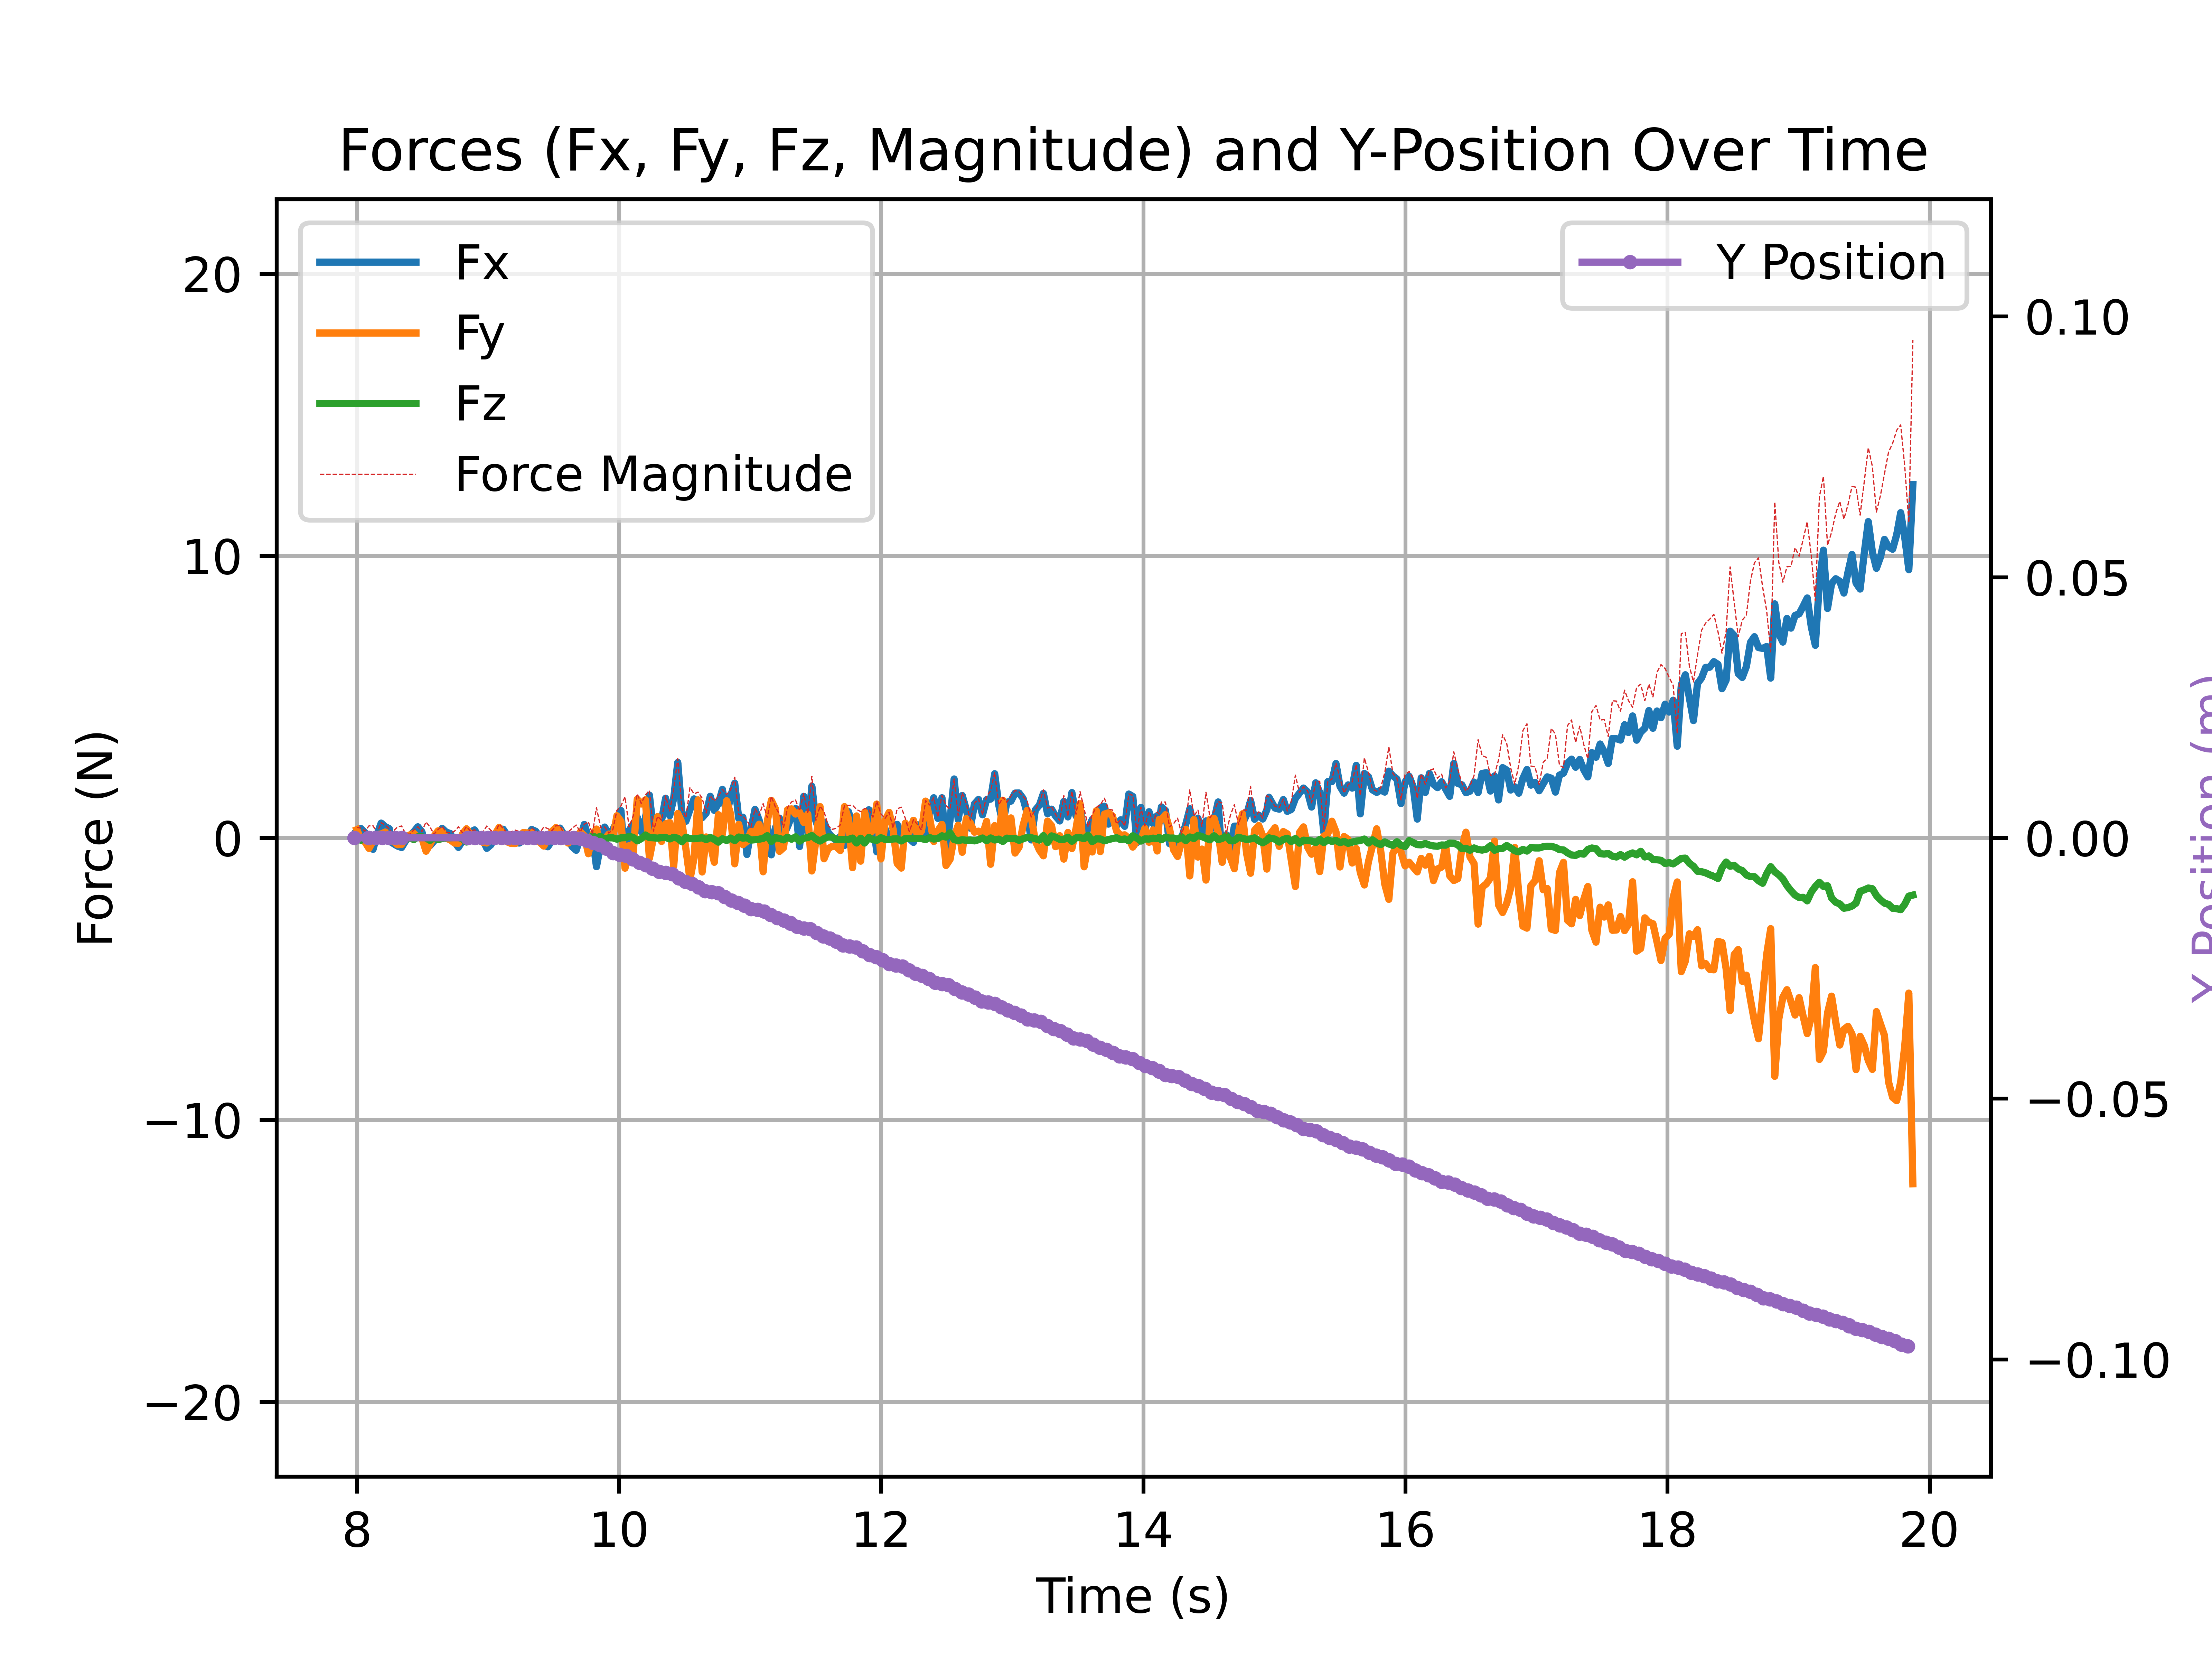 Forces (Fx, Fy, Fz, Magnitude) and Y-Position Over Time
Fx
Fy
Fz
Force Magnitude
Y Position
20
10
0
−10
−20
Force (N)
0.10
0.05
0.00
−0.05
−0.10
Y Position (m)
8
10
12
14
16
18
20
Time (s)